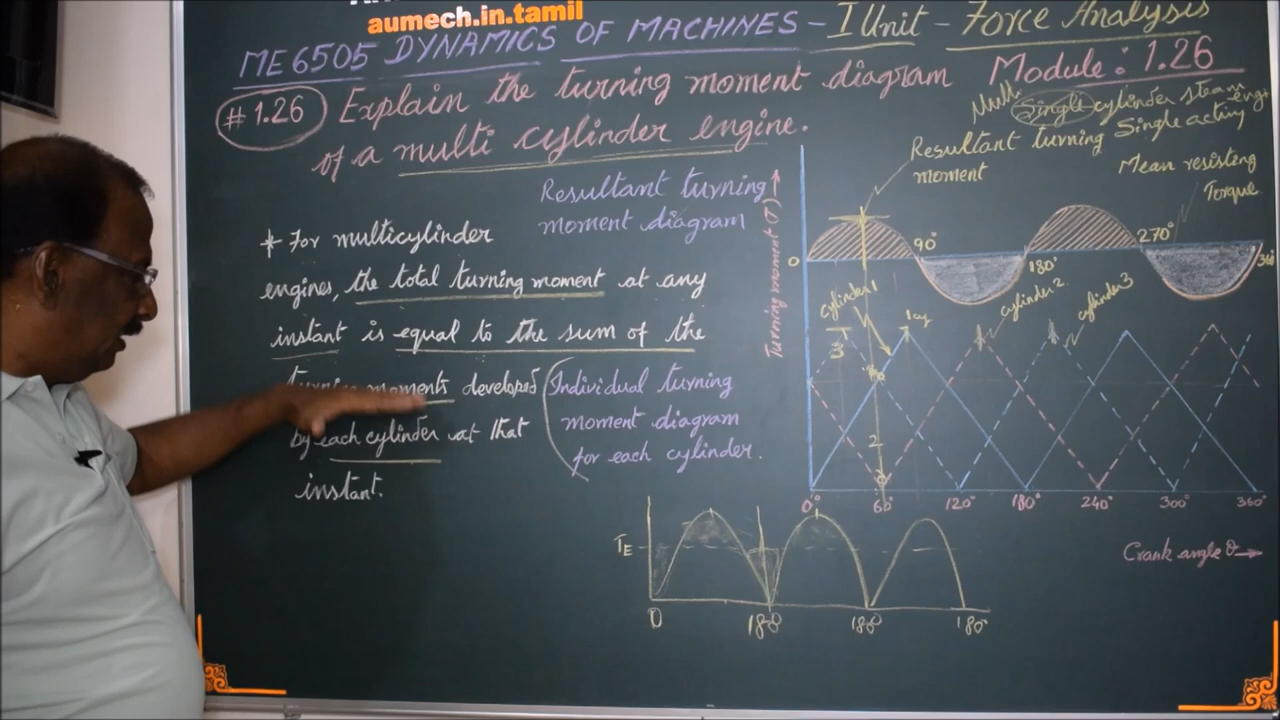 aumech.in.tamil
ME6505 DYNAMICS OF MACHINES - I Unit - Force Analysis
#1.26 Explain the turning moment diagram Module: 1.26
of a multi cylinder engine.
Multi
Single cylinder steam engi
Single acting
Resultant turning
moment
Mean resisting
Torque
Resultant turning
moment diagram
* For multicylinder
engines, the total turning moment at any
instant is equal to the sum of the
turning moments developed
by each cylinder at that
instant.
Individual turning
moment diagram
for each cylinder.
Turning moment (T) →
0 90° 180° 270° 36
cylinder 1
1 cy
cylinder 2.
cylinder 3
3
2
0° 60° 120° 180° 240° 300° 360°
Crank angle θ →
TE
0 180 180 180°